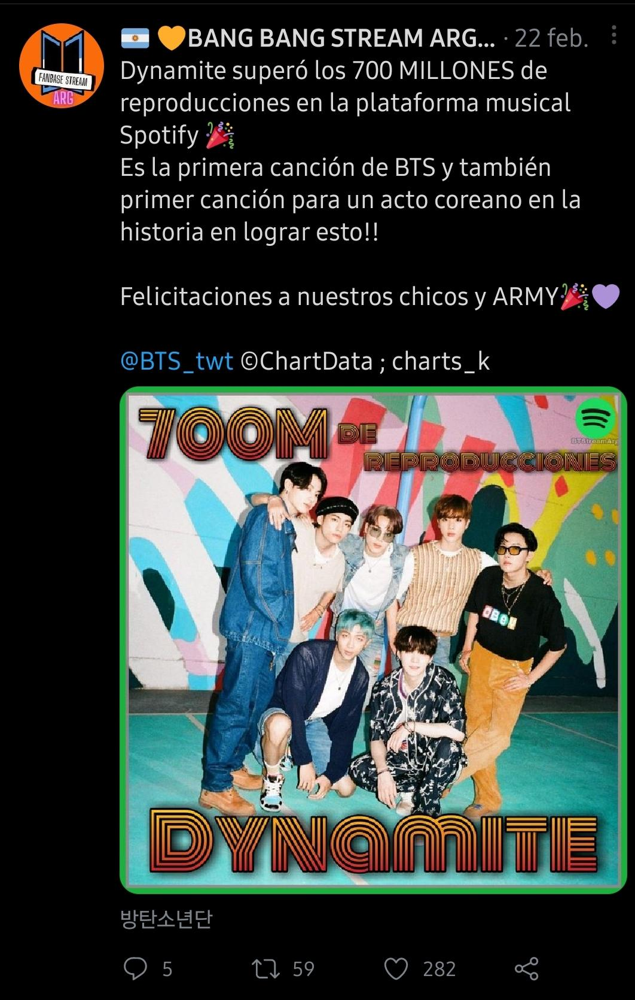 FANBASE STREAM
ARG
BANG BANG STREAM ARG... · 22 feb.
Dynamite superó los 700 MILLONES de
reproducciones en la plataforma musical
Spotify 🎉
Es la primera canción de BTS y también
primer canción para un acto coreano en la
historia en lograr esto!!
Felicitaciones a nuestros chicos y ARMY🎉💜
@BTS_twt ©ChartData ; charts_k
700M DE
REPRODUCCIONES
BTStreamArg
OBEY
DYNAMITE
방탄소년단
5 59 282